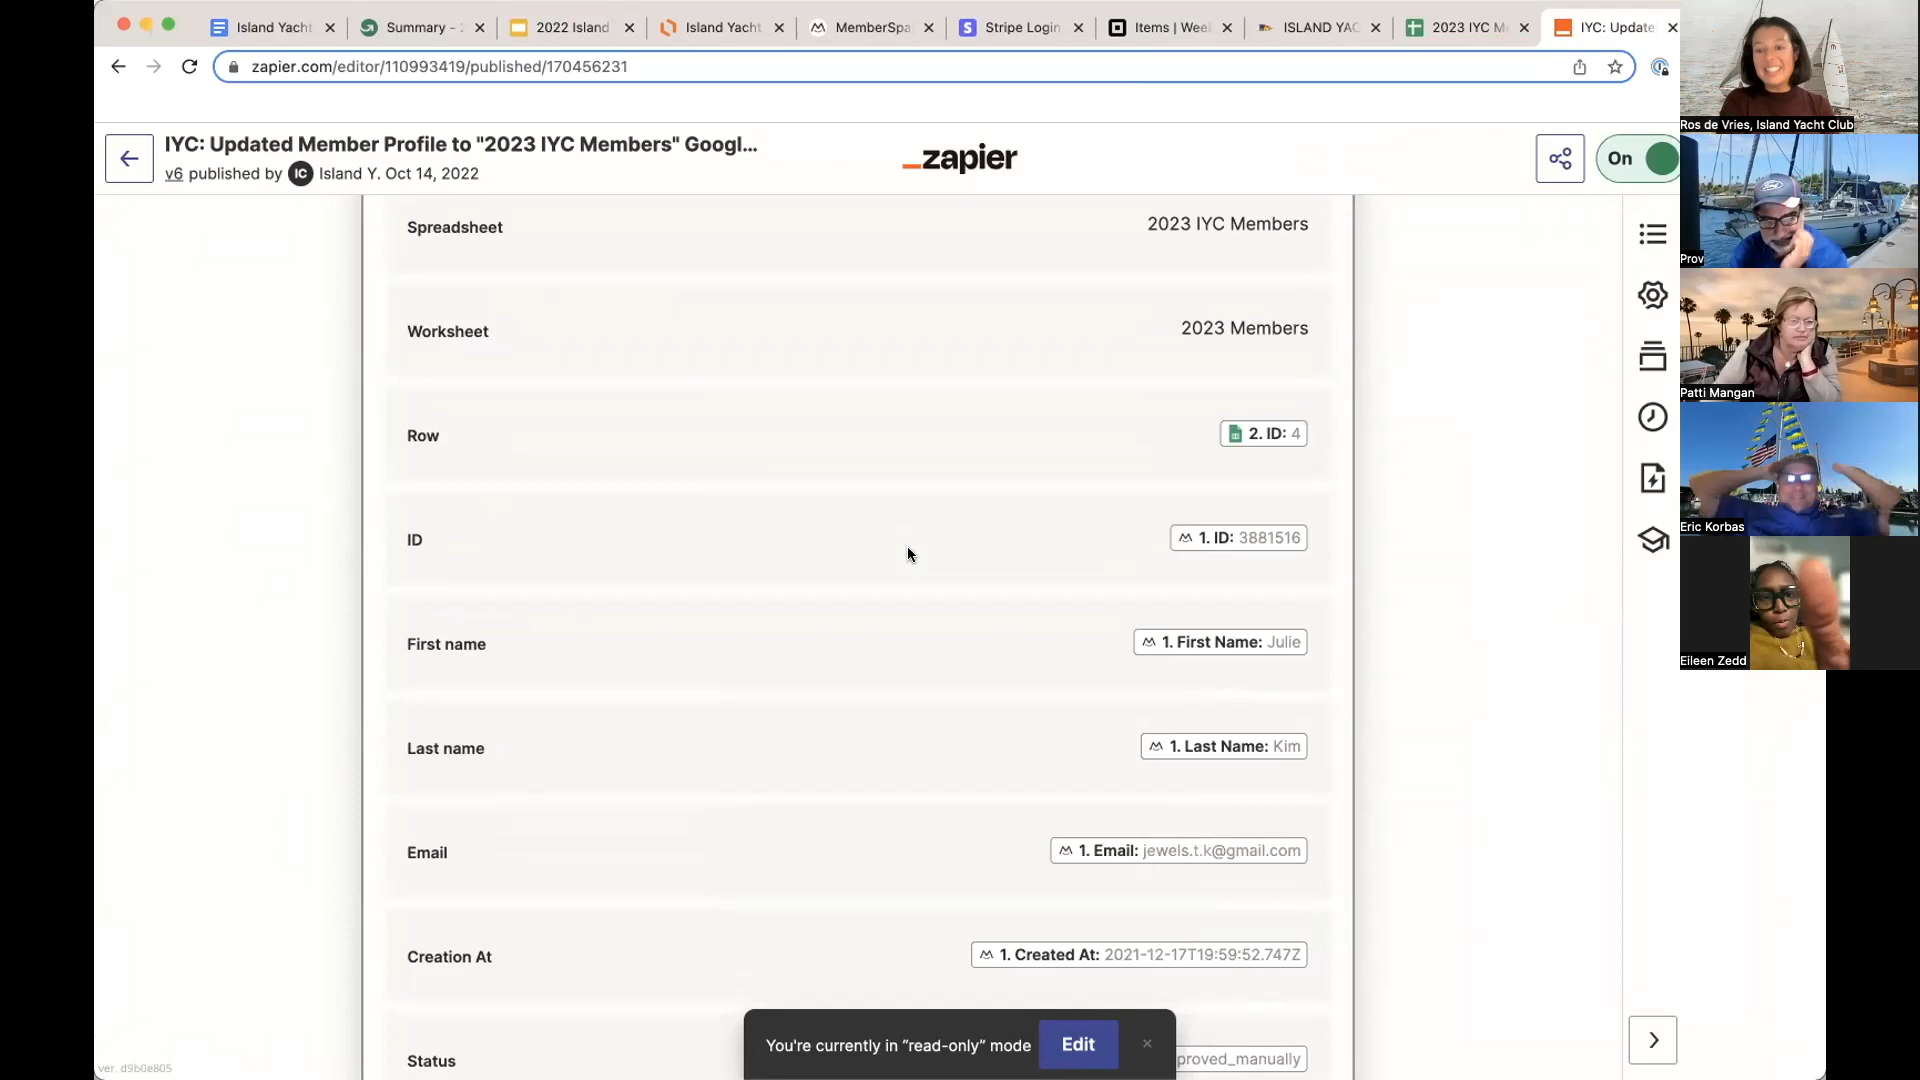 Island Yacht
Summary - 2
2022 Island
Island Yacht
MemberSpa
Stripe Login
Items | Wee
ISLAND YAC
2023 IYC M
IYC: Update
zapier.com/editor/110993419/published/170456231
IYC: Updated Member Profile to "2023 IYC Members" Googl...
v6 published by IC Island Y. Oct 14, 2022
zapier
On
Spreadsheet
2023 IYC Members
Worksheet
2023 Members
Row
2. ID: 4
ID
1. ID: 3881516
First name
1. First Name: Julie
Last name
1. Last Name: Kim
Email
1. Email: jewels.t.k@gmail.com
Creation At
1. Created At: 2021-12-17T19:59:52.747Z
Status
proved_manually
You're currently in “read-only” mode
Edit
ver. d9b0e805
Ros de Vries, Island Yacht Club
Prov
Patti Mangan
Eric Korbas
Eileen Zedd